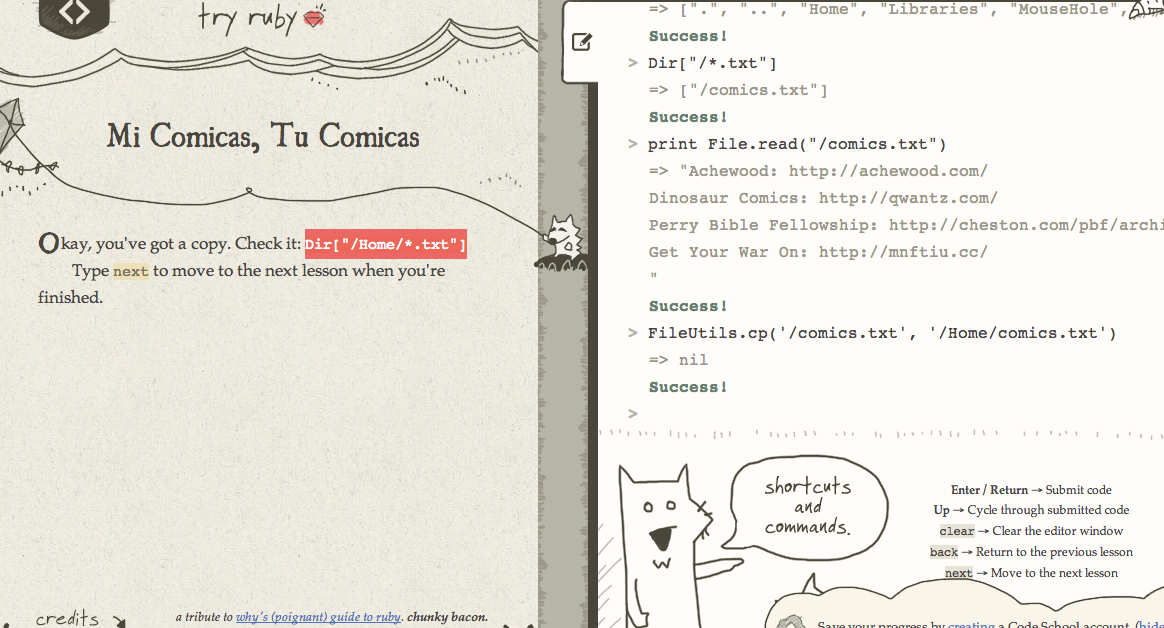 try ruby
Mi Comicas, Tu Comicas
Okay, you've got a copy. Check it: Dir["/Home/*.txt"]
Type next to move to the next lesson when you're
finished.
credits
a tribute to why's (poignant) guide to ruby. chunky bacon.
=> [".", "..", "Home", "Libraries", "MouseHole",
Success!
> Dir["/*.txt"]
=> ["/comics.txt"]
Success!
> print File.read("/comics.txt")
=> "Achewood: http://achewood.com/
Dinosaur Comics: http://qwantz.com/
Perry Bible Fellowship: http://cheston.com/pbf/archi
Get Your War On: http://mnftiu.cc/
"
Success!
> FileUtils.cp('/comics.txt', '/Home/comics.txt')
=> nil
Success!
>
shortcuts
and
commands.
Enter / Return → Submit code
Up → Cycle through submitted code
clear → Clear the editor window
back → Return to the previous lesson
next → Move to the next lesson
Save your progress by creating a Code School account. (hide